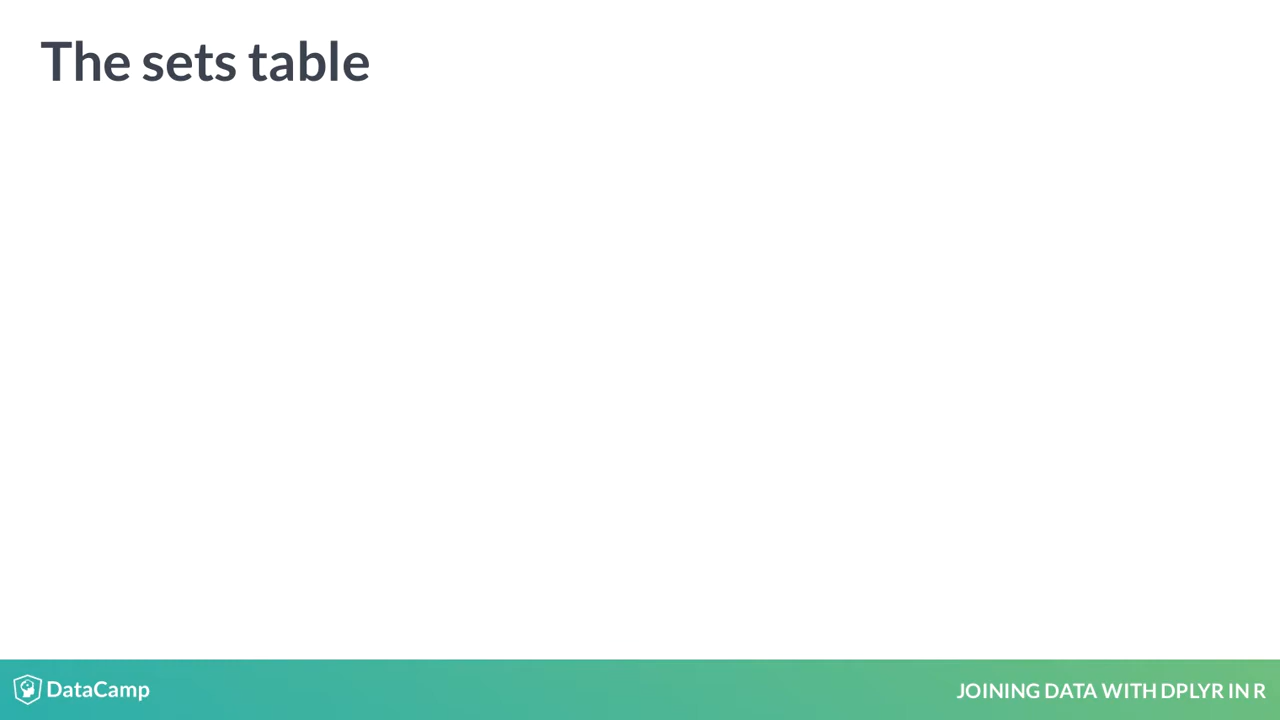 The sets table
DataCamp
JOINING DATA WITH DPLYR IN R